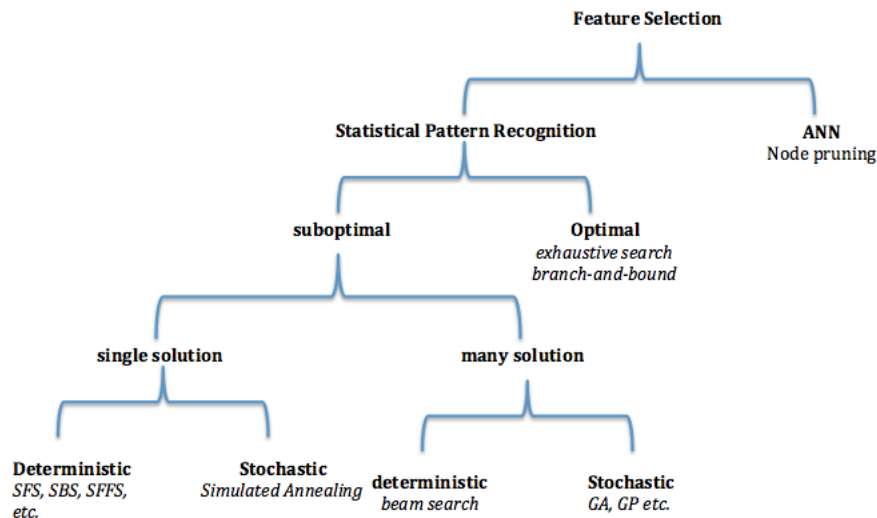 Feature Selection
Statistical Pattern Recognition
ANN
Node pruning
suboptimal
Optimal
exhaustive search
branch-and-bound
single solution
many solution
Deterministic
SFS, SBS, SFFS,
etc.
Stochastic
Simulated Annealing
deterministic
beam search
Stochastic
GA, GP etc.